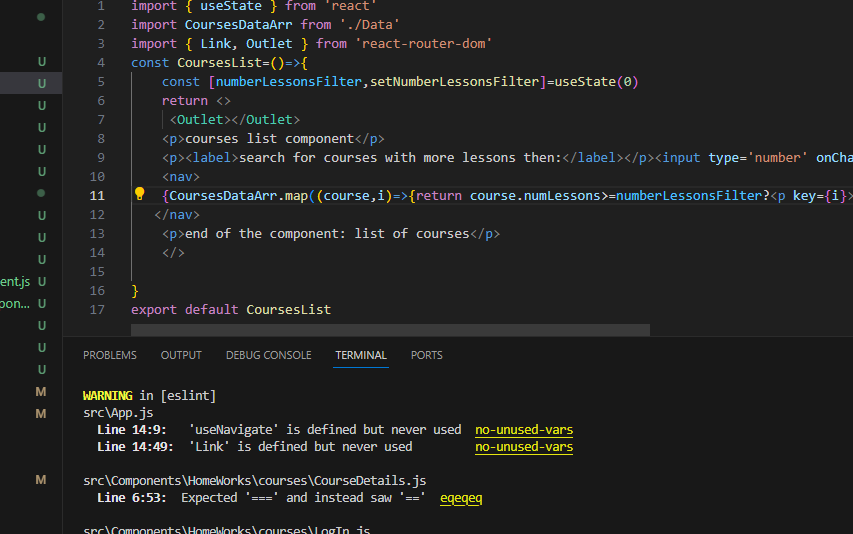 1 import { useState } from 'react'
2 import CoursesDataArr from './Data'
3 import { Link, Outlet } from 'react-router-dom'
4 const CoursesList=()=>{
5 const [numberLessonsFilter,setNumberLessonsFilter]=useState(0)
6 return <>
7 <Outlet></Outlet>
8 <p>courses list component</p>
9 <p><label>search for courses with more lessons then:</label></p><input type='number' onCha
10 <nav>
11 {CoursesDataArr.map((course,i)=>{return course.numLessons>=numberLessonsFilter?<p key={i}>
12 </nav>
13 <p>end of the component: list of courses</p>
14 </>
15
16 }
17 export default CoursesList
U
U
U
U
U
U
U
U
U
ent.js U
pon... U
U
U
U
M
M
M
PROBLEMS OUTPUT DEBUG CONSOLE TERMINAL PORTS
WARNING in [eslint]
src\App.js
Line 14:9: 'useNavigate' is defined but never used no-unused-vars
Line 14:49: 'Link' is defined but never used no-unused-vars
src\Components\HomeWorks\courses\CourseDetails.js
Line 6:53: Expected '===' and instead saw '==' eqeqeq
src\Components\HomeWorks\courses\LogIn.js